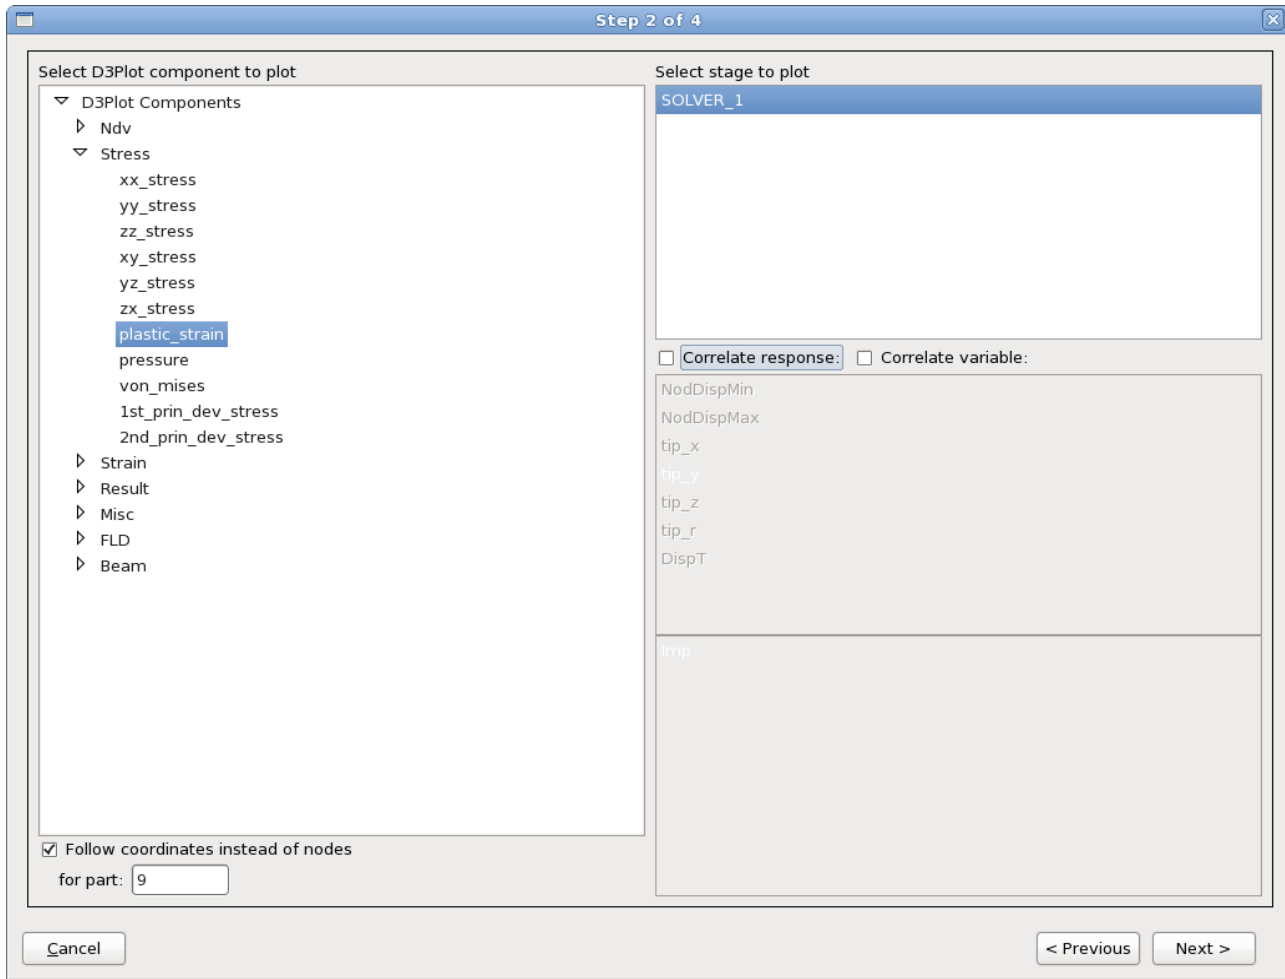 Step 2 of 4
Select D3Plot component to plot
D3Plot Components
Ndv
Stress
xx_stress
yy_stress
zz_stress
xy_stress
yz_stress
zx_stress
plastic_strain
pressure
von_mises
1st_prin_dev_stress
2nd_prin_dev_stress
Strain
Result
Misc
FLD
Beam
Follow coordinates instead of nodes
for part: 9
Select stage to plot
SOLVER_1
Correlate response: Correlate variable:
NodDispMin
NodDispMax
tip_x
tip_y
tip_z
tip_r
DispT
Imp
Cancel < Previous Next >